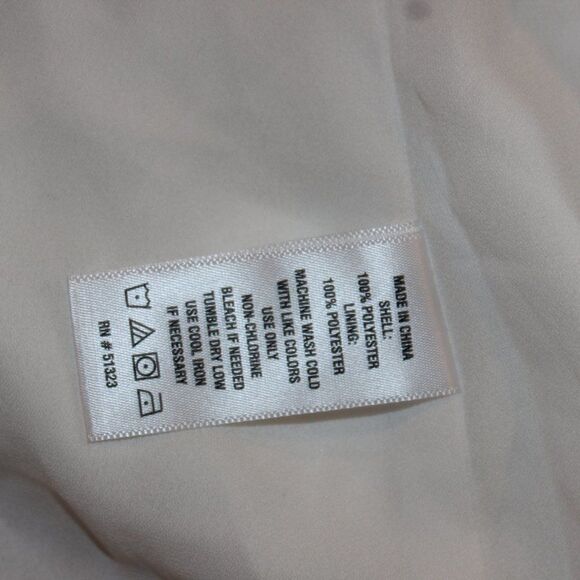 MADE IN CHINA
SHELL:
100% POLYESTER
LINING:
100% POLYESTER
MACHINE WASH COLD
WITH LIKE COLORS
USE ONLY
NON-CHLORINE
BLEACH IF NEEDED
TUMBLE DRY LOW
USE COOL IRON
IF NECESSARY
RN # 51323